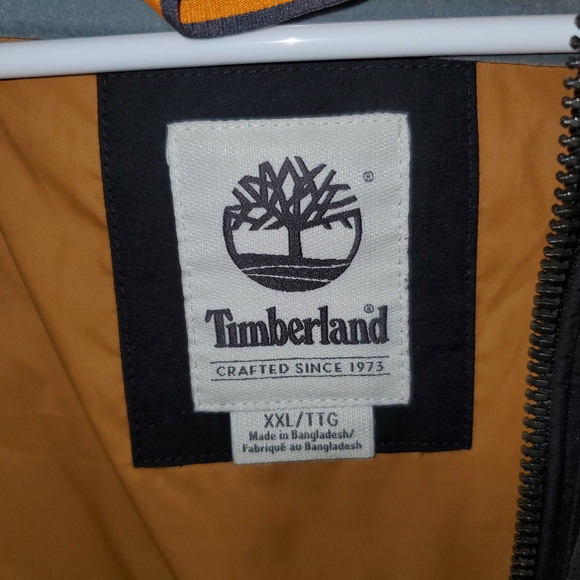 ®
Timberland®
CRAFTED SINCE 1973
XXL/TTG
Made in Bangladesh/
Fabriqué au Bangladesh